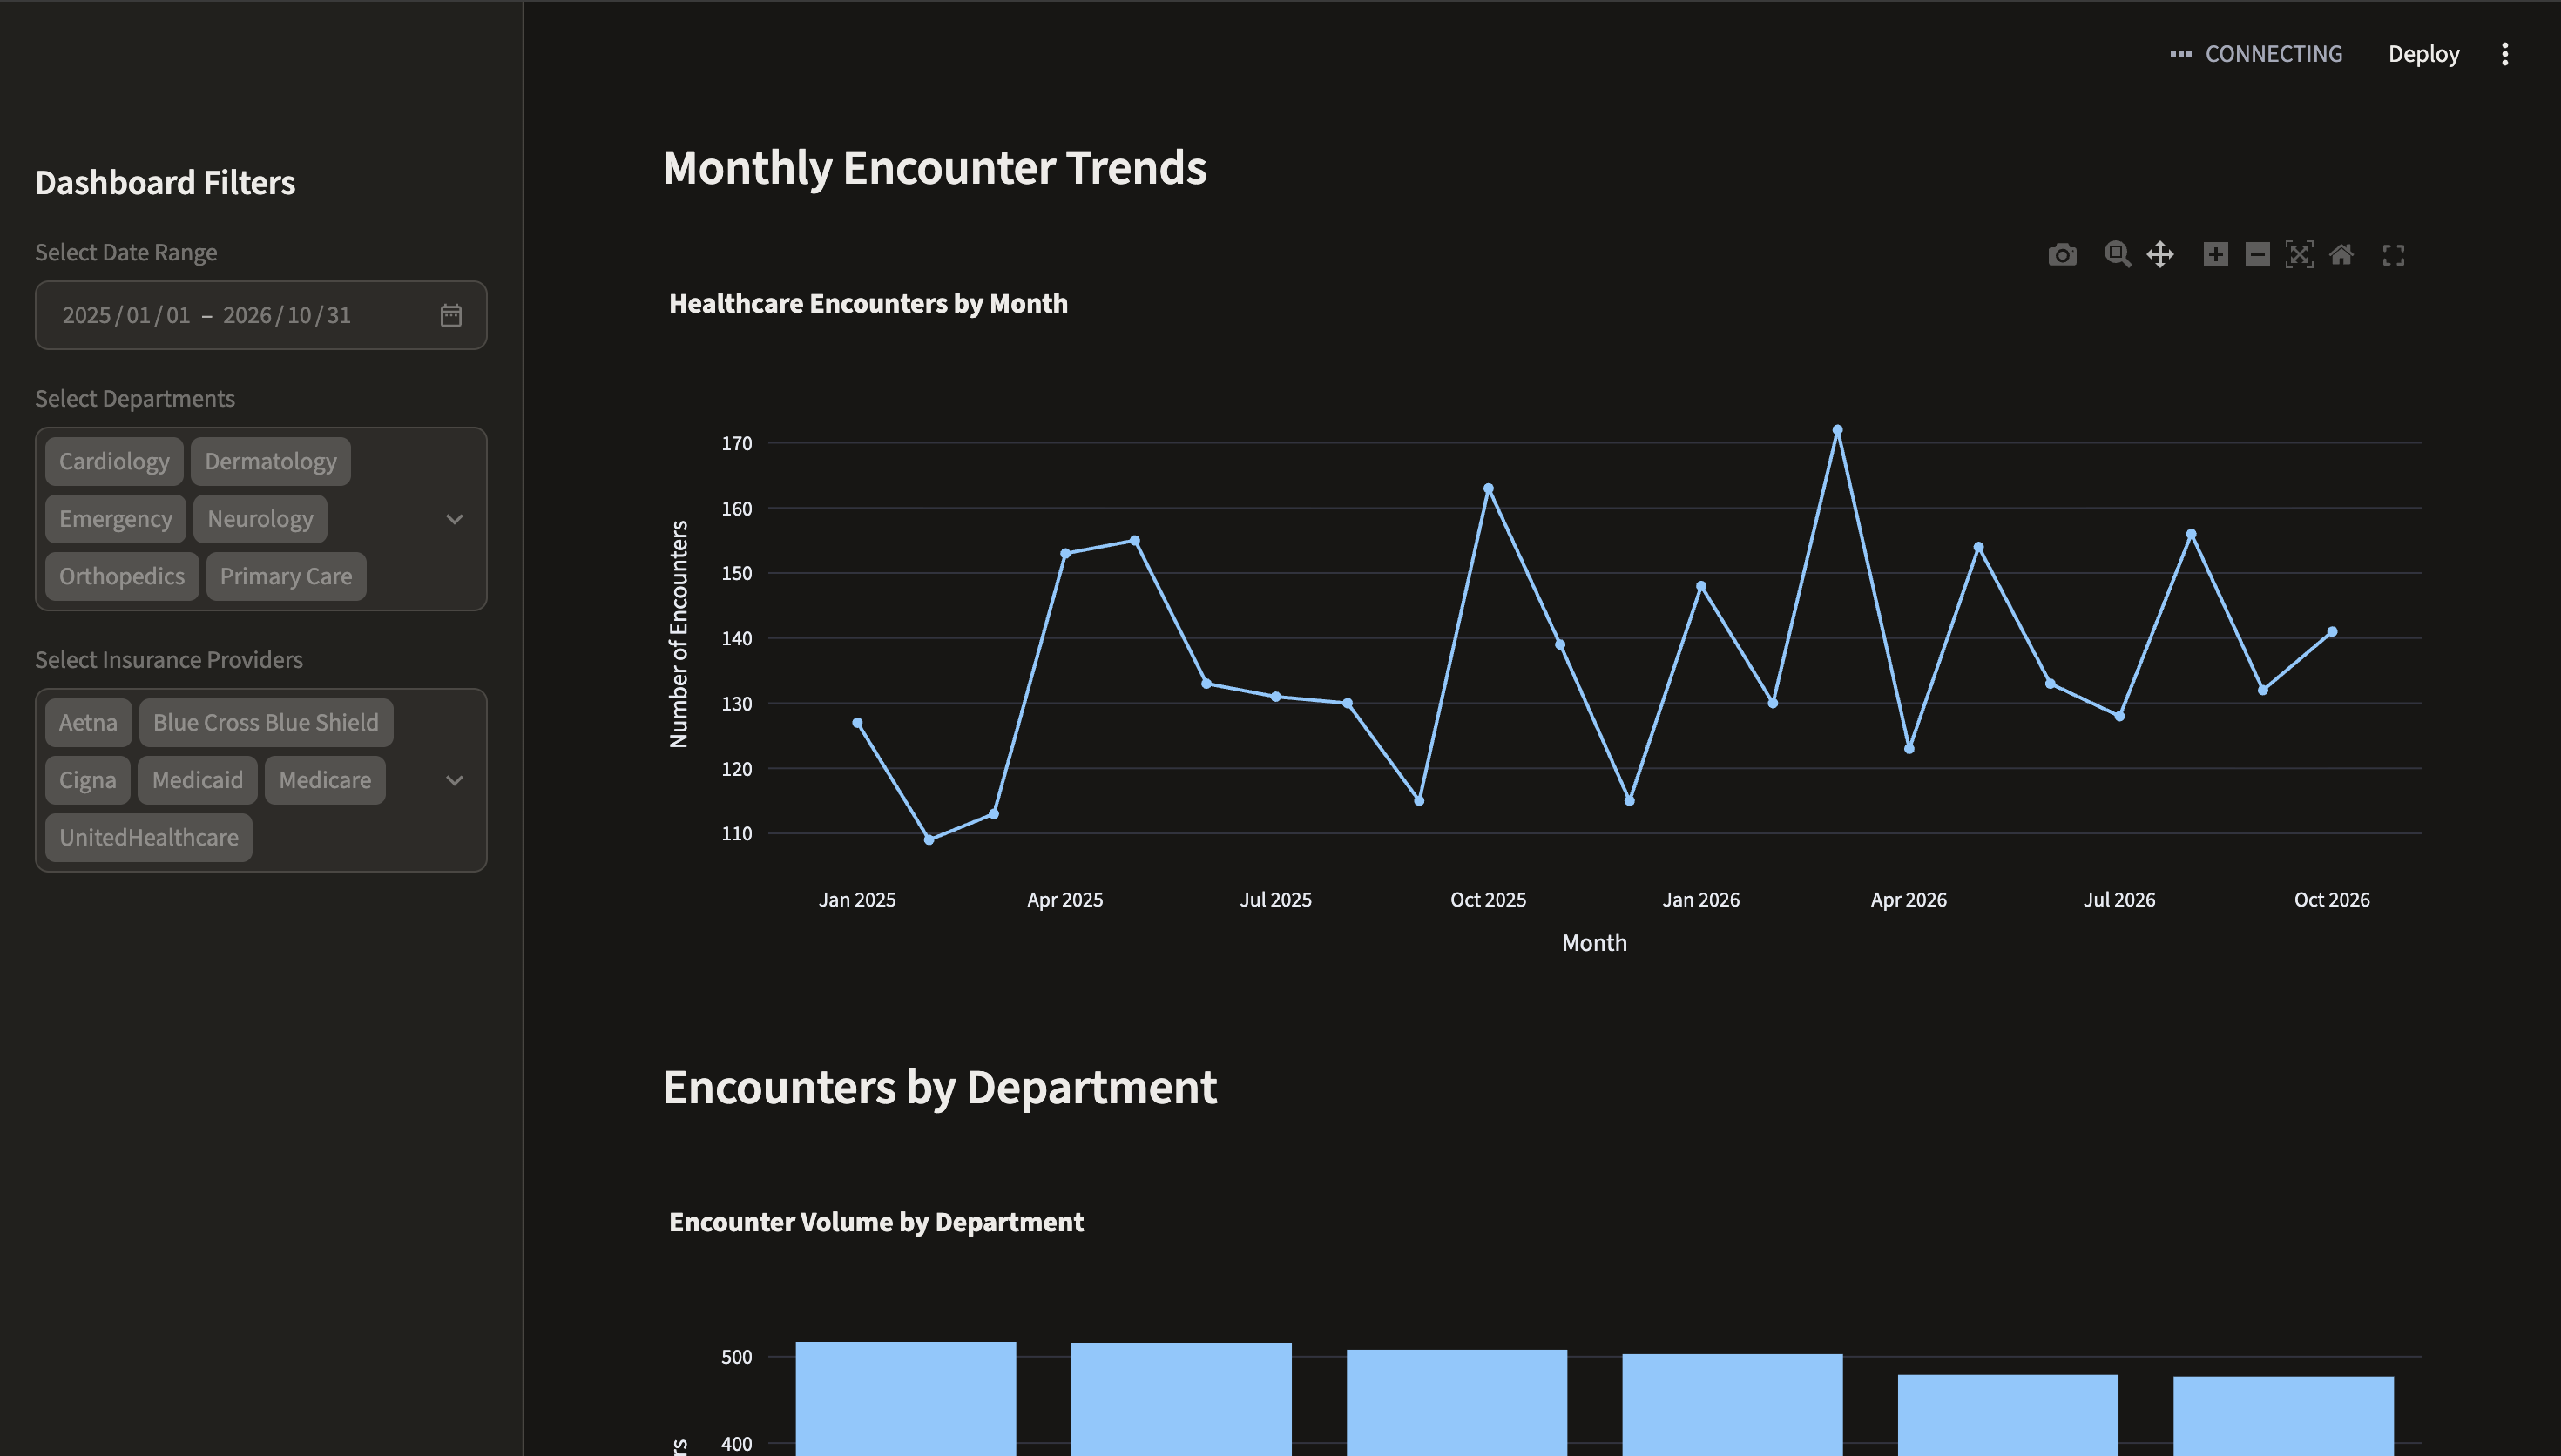 CONNECTING
Deploy
Dashboard Filters
Select Date Range
2025/01/01 – 2026/10/31
Select Departments
Cardiology
Dermatology
Emergency
Neurology
Orthopedics
Primary Care
Select Insurance Providers
Aetna
Blue Cross Blue Shield
Cigna
Medicaid
Medicare
UnitedHealthcare
Monthly Encounter Trends
Healthcare Encounters by Month
Number of Encounters
170
160
150
140
130
120
110
Jan 2025
Apr 2025
Jul 2025
Oct 2025
Jan 2026
Apr 2026
Jul 2026
Oct 2026
Month
Encounters by Department
Encounter Volume by Department
500
400